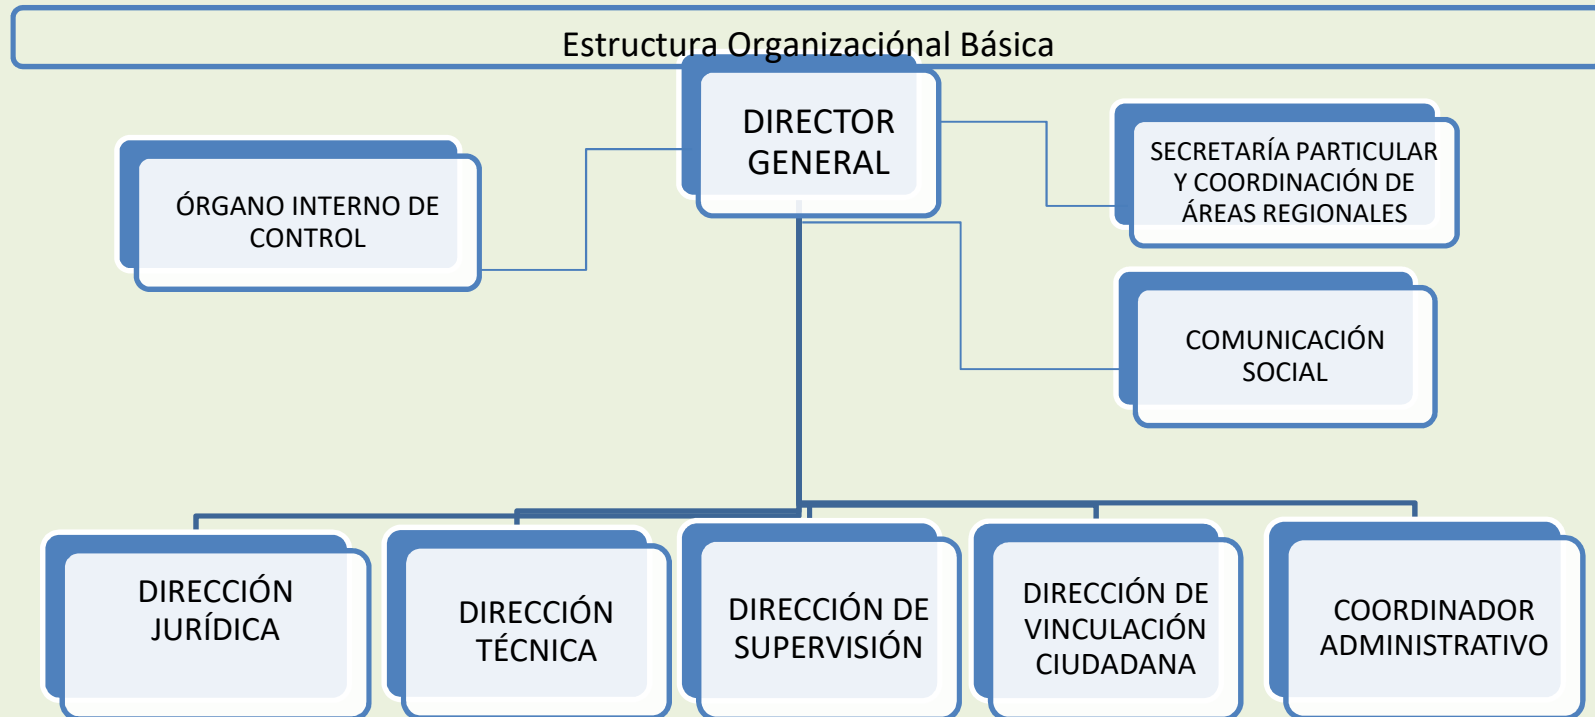 Estructura Organizaciónal Básica
DIRECTOR
GENERAL
ÓRGANO INTERNO DE
CONTROL
SECRETARÍA PARTICULAR
Y COORDINACIÓN DE
ÁREAS REGIONALES
COMUNICACIÓN
SOCIAL
DIRECCIÓN
JURÍDICA
DIRECCIÓN
TÉCNICA
DIRECCIÓN DE
SUPERVISIÓN
DIRECCIÓN DE
VINCULACIÓN
CIUDADANA
COORDINADOR
ADMINISTRATIVO